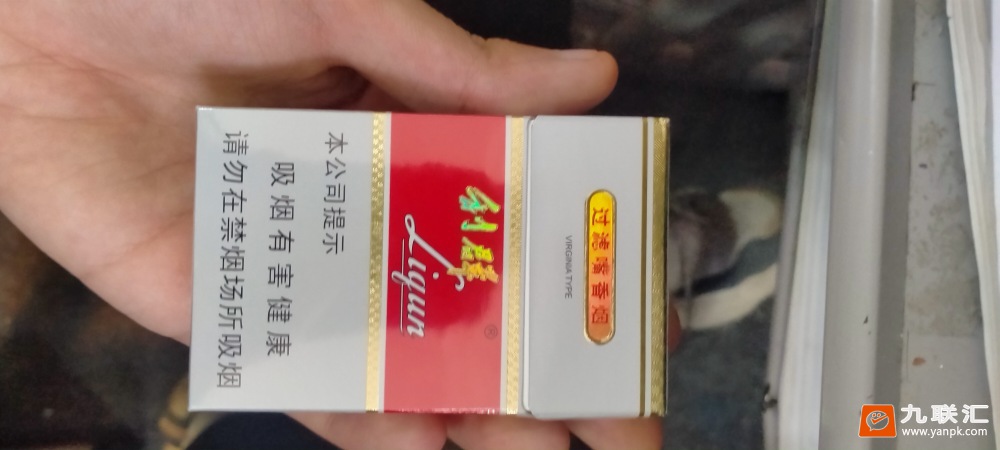 过滤嘴香烟
VIRGINIA TYPE
利群
Liqun
®
本公司提示
吸烟有害健康
请勿在禁烟场所吸烟
九联汇
www.yanpk.com